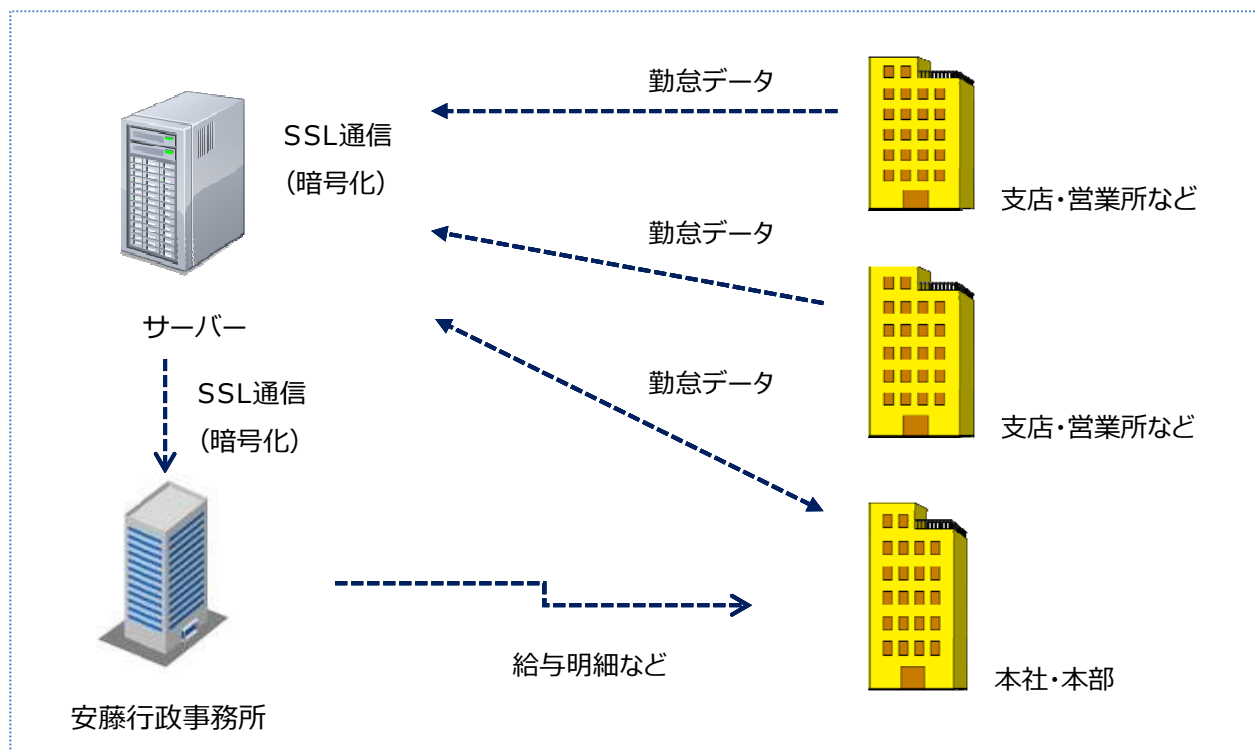 勤怠データ
SSL通信
（暗号化）
支店・営業所など
勤怠データ
サーバー
勤怠データ
SSL通信
（暗号化）
支店・営業所など
給与明細など
本社・本部
安藤行政事務所